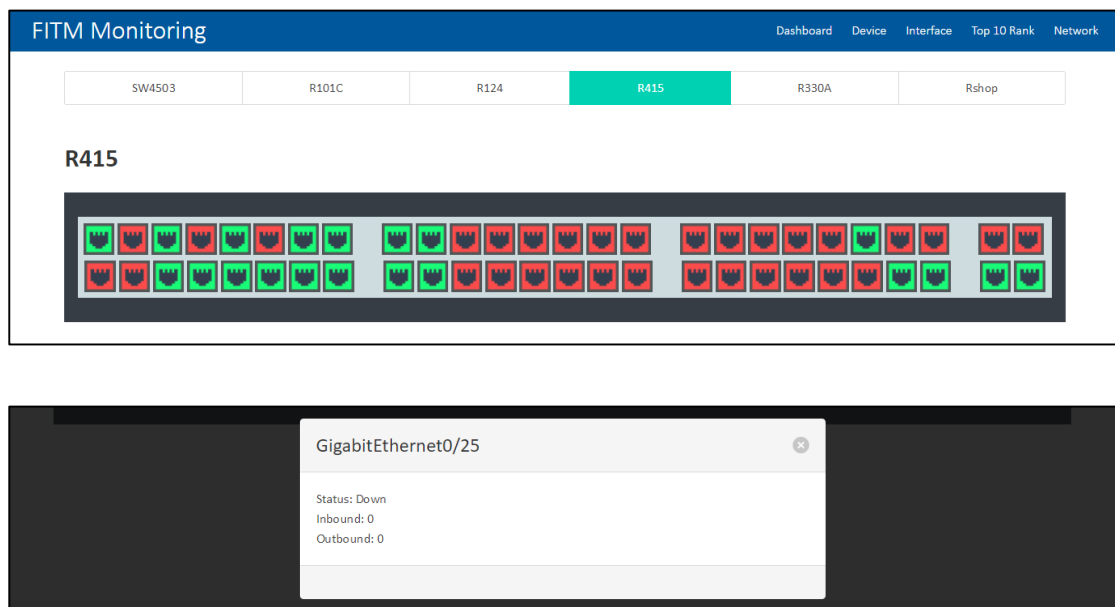 FITM Monitoring
Dashboard Device Interface Top 10 Rank Network
SW4503 R101C R124 R415 R330A Rshop
R415
GigabitEthernet0/25
Status: Down
Inbound: 0
Outbound: 0